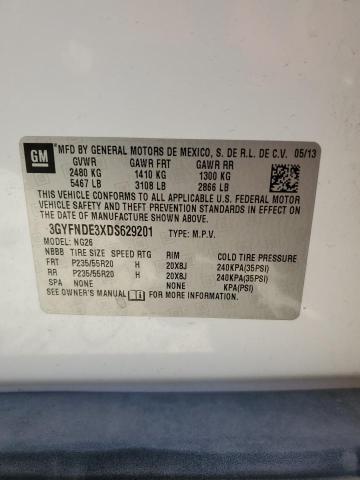 GM
MFD BY GENERAL MOTORS DE MEXICO, S. DE R.L. DE C.V. 05/13
GVWR GAWR FRT GAWR RR
2480 KG 1410 KG 1300 KG
5467 LB 3108 LB 2866 LB
THIS VEHICLE CONFORMS TO ALL APPLICABLE U.S. FEDERAL MOTOR
VEHICLE SAFETY, BUMPER, AND THEFT PREVENTION STANDARDS IN
EFFECT ON THE DATE OF MANUFACTURE SHOWN ABOVE.
3GYFNDE3XDS629201 TYPE: M.P.V.
MODEL: NG26
NBBB TIRE SIZE SPEED RTG RIM COLD TIRE PRESSURE
FRT P235/55R20 H 20X8J 240KPA(35PSI)
RR P235/55R20 H 20X8J 240KPA(35PSI)
SPA NONE NONE KPA(PSI)
SEE OWNER'S MANUAL FOR MORE INFORMATION.